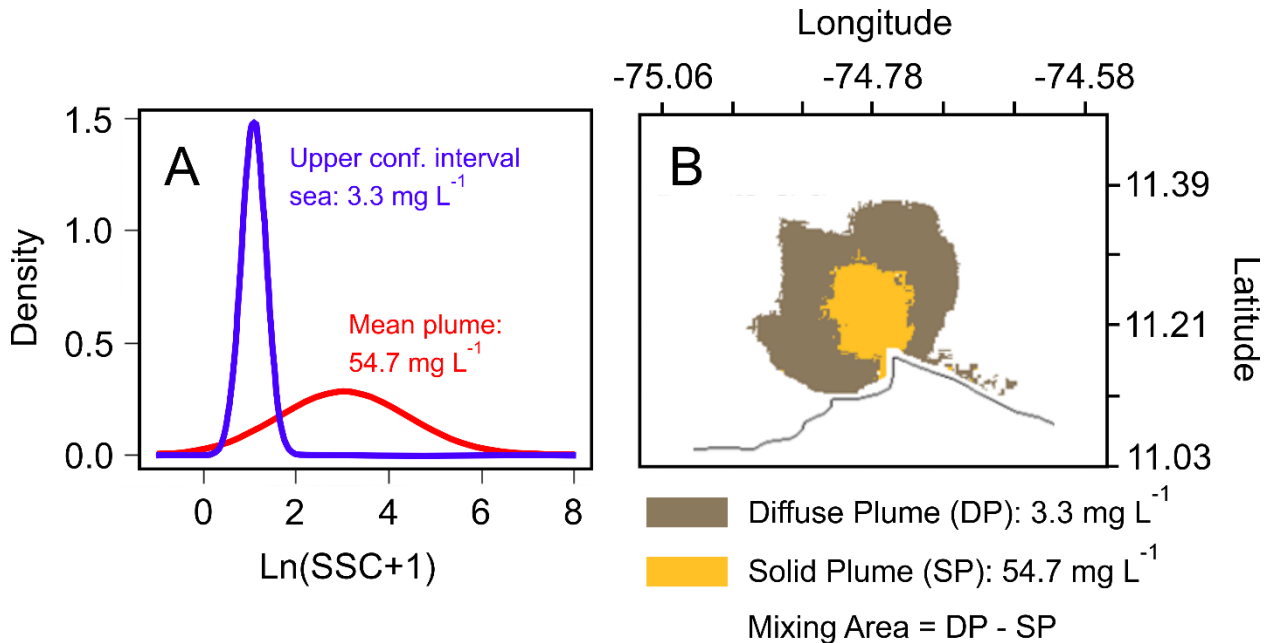 A
Density
1.5
1.0
0.5
0.0
Upper conf. interval
sea: 3.3 mg L⁻¹
Mean plume:
54.7 mg L⁻¹
0 2 4 6 8
Ln(SSC+1)
Longitude
-75.06 -74.78 -74.58
B
11.39
11.21
11.03
Latitude
Diffuse Plume (DP): 3.3 mg L⁻¹
Solid Plume (SP): 54.7 mg L⁻¹
Mixing Area = DP - SP